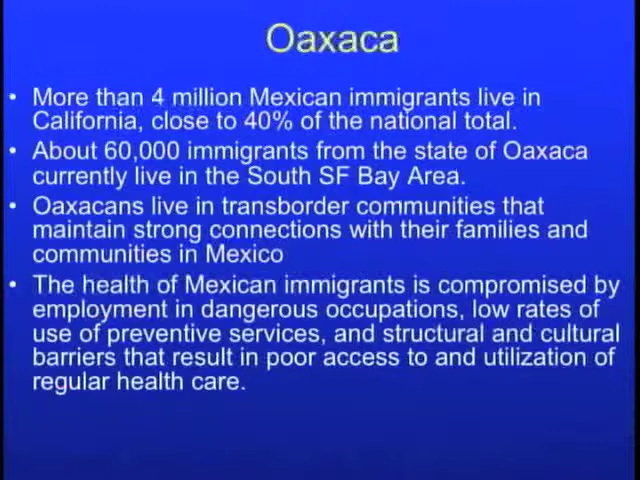 Oaxaca
• More than 4 million Mexican immigrants live in
California, close to 40% of the national total.
• About 60,000 immigrants from the state of Oaxaca
currently live in the South SF Bay Area.
• Oaxacans live in transborder communities that
maintain strong connections with their families and
communities in Mexico
• The health of Mexican immigrants is compromised by
employment in dangerous occupations, low rates of
use of preventive services, and structural and cultural
barriers that result in poor access to and utilization of
regular health care.